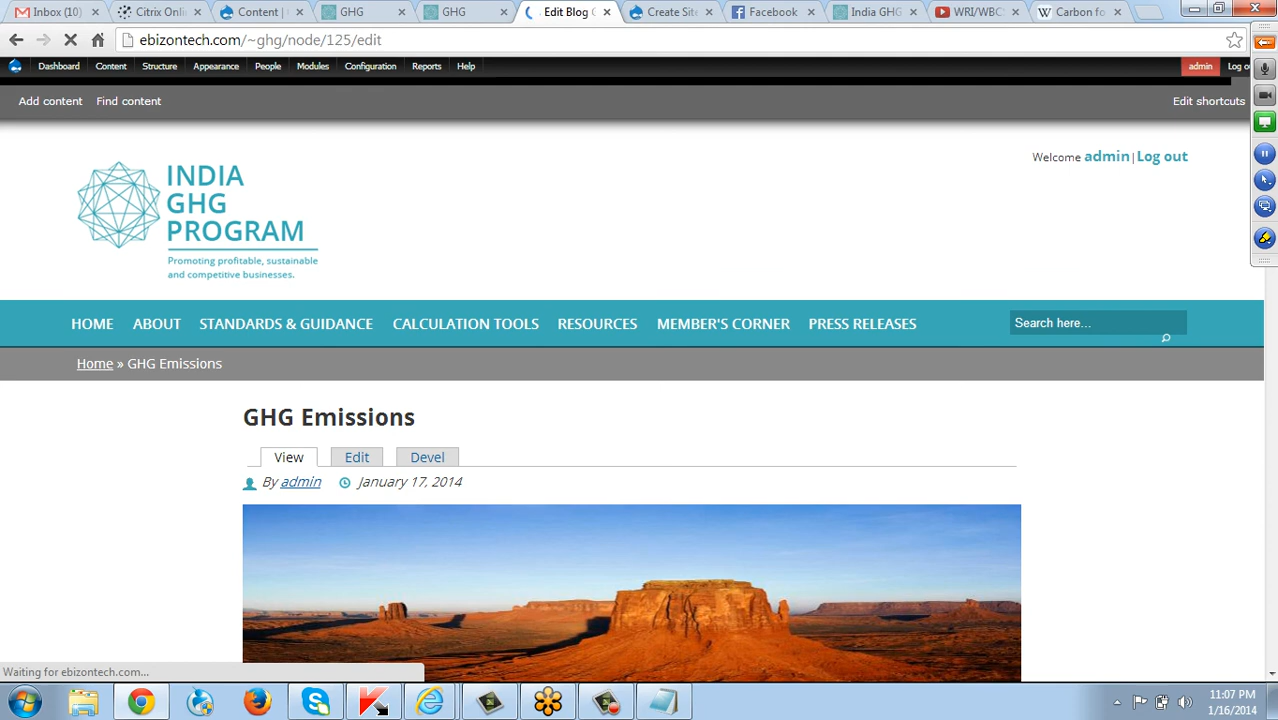 Inbox (10)
Citrix Onli
Content |
GHG
GHG
Edit Blog
Create Sit
Facebook
India GHG
WRI/WBC
Carbon fo
ebizontech.com/~ghg/node/125/edit
Dashboard Content Structure Appearance People Modules Configuration Reports Help
admin Log o
Add content Find content
Edit shortcuts
Welcome admin|Log out
INDIA
GHG
PROGRAM
Promoting profitable, sustainable
and competitive businesses.
HOME ABOUT STANDARDS & GUIDANCE CALCULATION TOOLS RESOURCES MEMBER'S CORNER PRESS RELEASES
Search here...
Home » GHG Emissions
GHG Emissions
View Edit Devel
By admin January 17, 2014
Waiting for ebizontech.com...
11:07 PM
1/16/2014